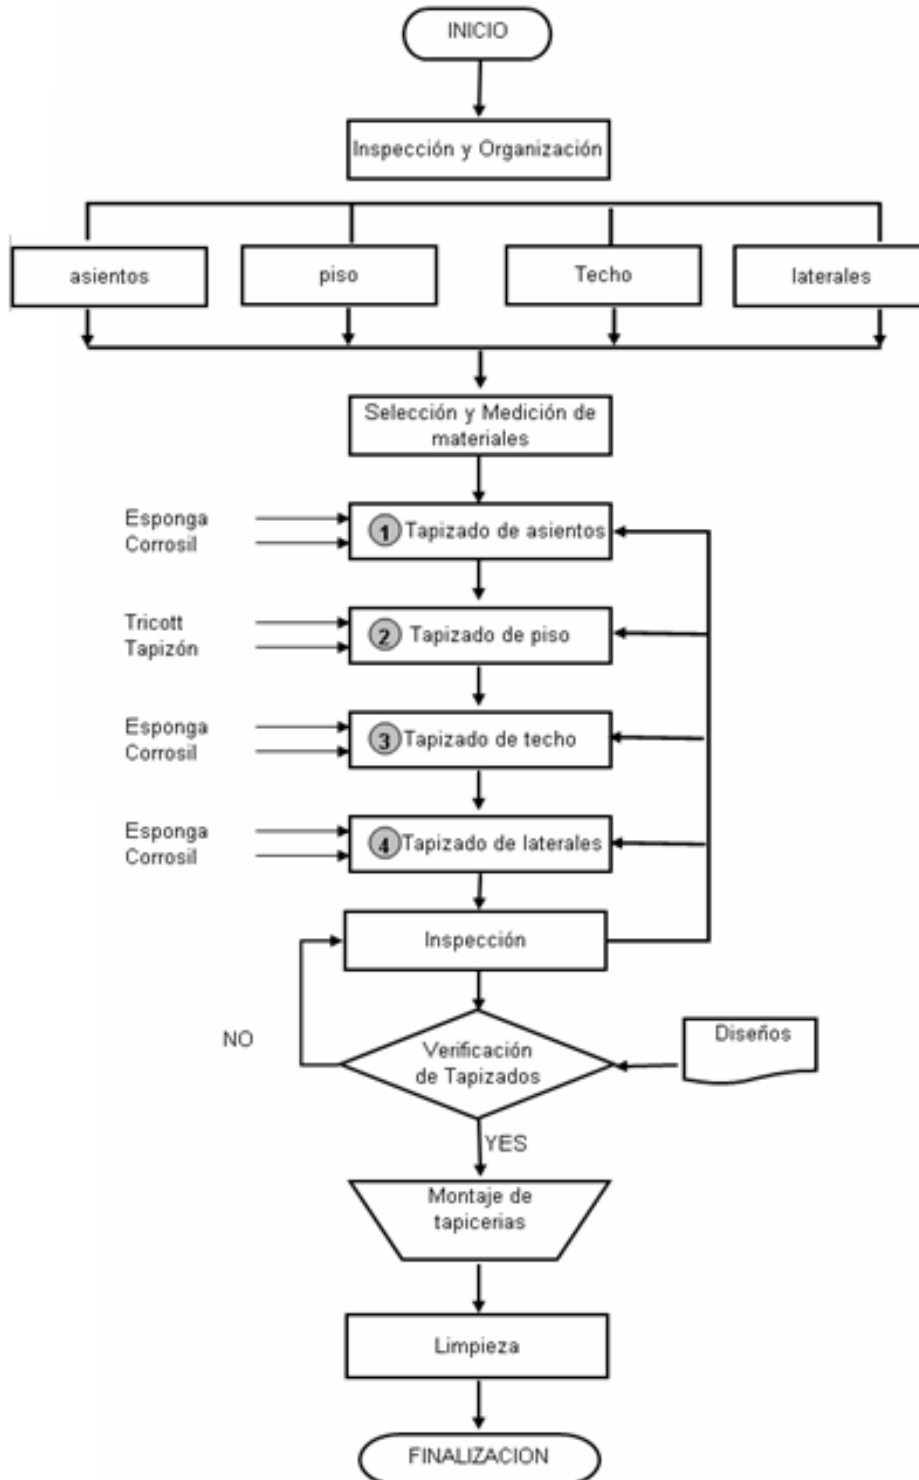 INICIO
Inspección y Organización
asientos
piso
Techo
laterales
Selección y Medición de
materiales
Esponga
Corrosil
1 Tapizado de asientos
Tricott
Tapizón
2 Tapizado de piso
Esponga
Corrosil
3 Tapizado de techo
Esponga
Corrosil
4 Tapizado de laterales
Inspección
NO
Verificación
de Tapizados
Diseños
YES
Montaje de
tapicerias
Limpieza
FINALIZACION